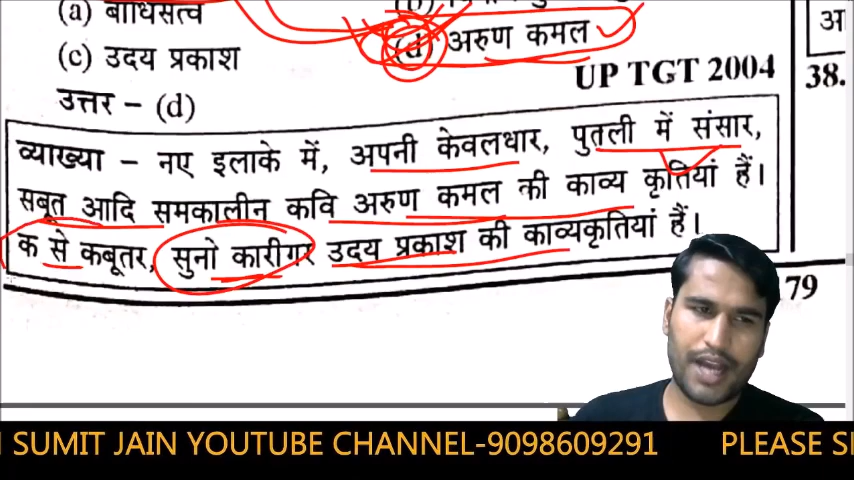 (a) बोधिसत्व
(b)
(c) उदय प्रकाश
(d) अरुण कमल
उत्तर – (d)
UP TGT 2004
व्याख्या – नए इलाके में, अपनी केवलधार, पुतली में संसार,
सबूत आदि समकालीन कवि अरुण कमल की काव्य कृतियां हैं।
क से कबूतर, सुनो कारीगर उदय प्रकाश की काव्यकृतियां हैं।
38.
79
SUMIT JAIN YOUTUBE CHANNEL-9098609291 PLEASE